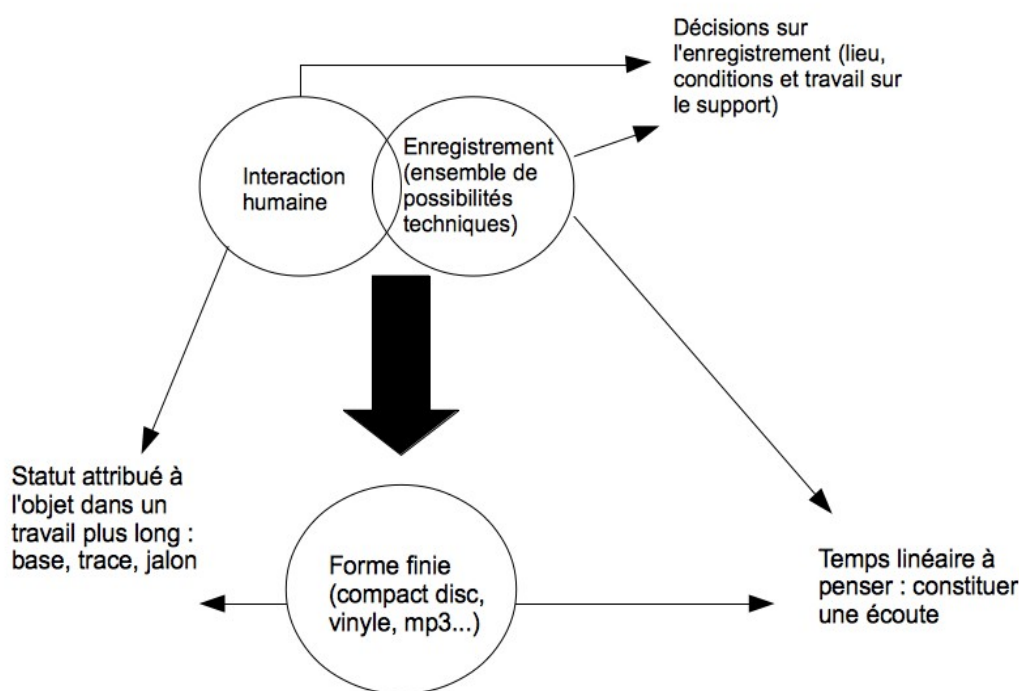 Décisions sur
l'enregistrement (lieu,
conditions et travail sur
le support)
Interaction
humaine
Enregistrement
(ensemble de
possibilités
techniques)
Statut attribué à
l'objet dans un
travail plus long :
base, trace, jalon
Forme finie
(compact disc,
vinyle, mp3...)
Temps linéaire à
penser : constituer
une écoute